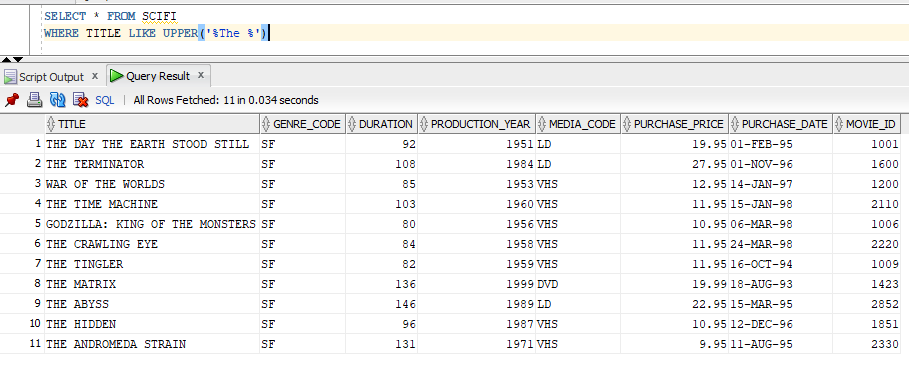 SELECT * FROM SCIFI
WHERE TITLE LIKE UPPER('%The %')
Script Output x Query Result x
SQL | All Rows Fetched: 11 in 0.034 seconds
TITLE GENRE_CODE DURATION PRODUCTION_YEAR MEDIA_CODE PURCHASE_PRICE PURCHASE_DATE MOVIE_ID
1 THE DAY THE EARTH STOOD STILL SF 92 1951 LD 19.95 01-FEB-95 1001
2 THE TERMINATOR SF 108 1984 LD 27.95 01-NOV-96 1600
3 WAR OF THE WORLDS SF 85 1953 VHS 12.95 14-JAN-97 1200
4 THE TIME MACHINE SF 103 1960 VHS 11.95 15-JAN-98 2110
5 GODZILLA: KING OF THE MONSTERS SF 80 1956 VHS 10.95 06-MAR-98 1006
6 THE CRAWLING EYE SF 84 1958 VHS 11.95 24-MAR-98 2220
7 THE TINGLER SF 82 1959 VHS 11.95 16-OCT-94 1009
8 THE MATRIX SF 136 1999 DVD 19.99 18-AUG-93 1423
9 THE ABYSS SF 146 1989 LD 22.95 15-MAR-95 2852
10 THE HIDDEN SF 96 1987 VHS 10.95 12-DEC-96 1851
11 THE ANDROMEDA STRAIN SF 131 1971 VHS 9.95 11-AUG-95 2330